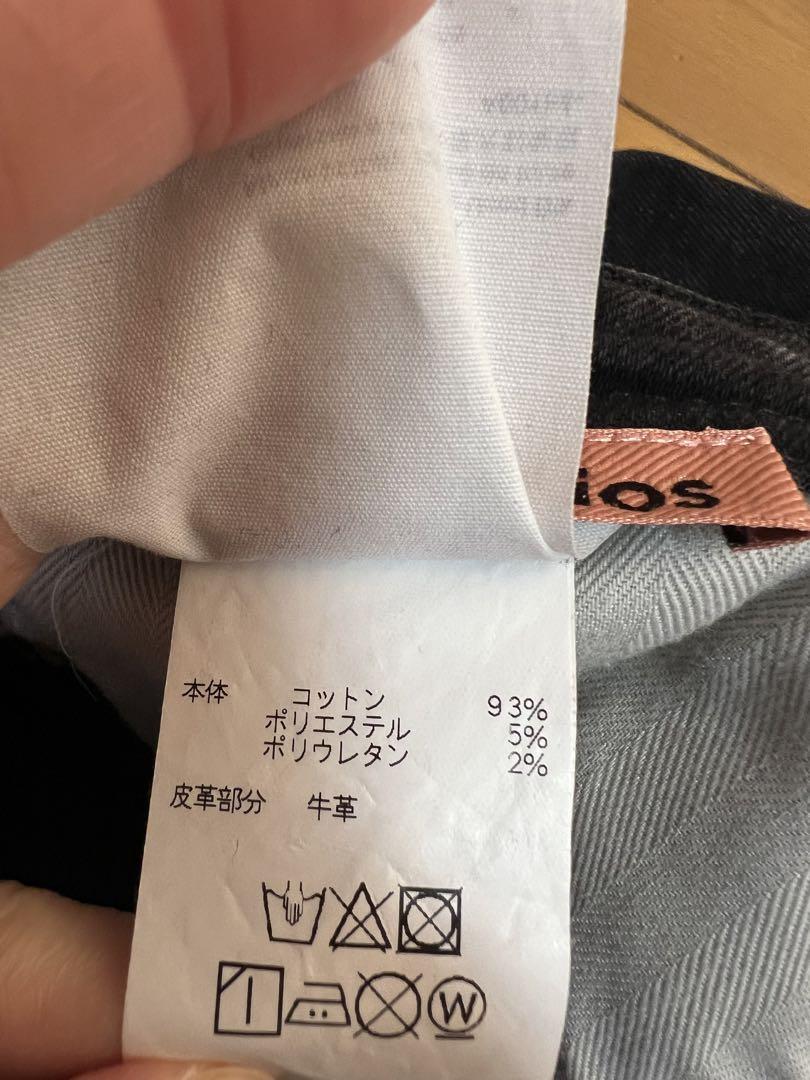 ios
本体 コットン 93%
ポリエステル 5%
ポリウレタン 2%
皮革部分 牛革
W